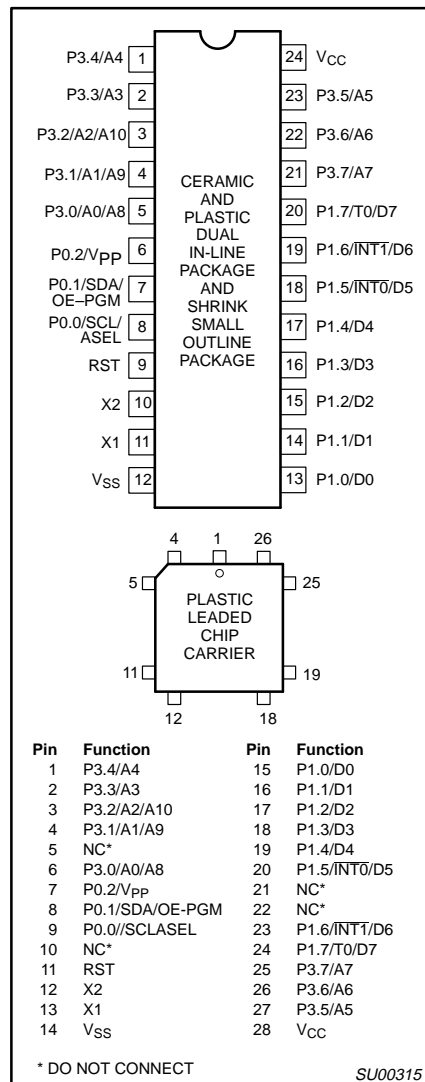 P3.4/A4 1 24 VCC
P3.3/A3 2 23 P3.5/A5
P3.2/A2/A10 3 22 P3.6/A6
P3.1/A1/A9 4 21 P3.7/A7
P3.0/A0/A8 5 20 P1.7/T0/D7
P0.2/VPP 6 19 P1.6/I̅N̅T̅1̅/D6
P0.1/SDA/
OE–PGM 7 18 P1.5/I̅N̅T̅0̅/D5
P0.0/SCL/
ASEL 8 17 P1.4/D4
RST 9 16 P1.3/D3
X2 10 15 P1.2/D2
X1 11 14 P1.1/D1
VSS 12 13 P1.0/D0
CERAMIC
AND
PLASTIC
DUAL
IN-LINE
PACKAGE
AND
SHRINK
SMALL
OUTLINE
PACKAGE
4 1 26
5 25
PLASTIC
LEADED
CHIP
CARRIER
11 19
12 18
Pin Function Pin Function
1 P3.4/A4 15 P1.0/D0
2 P3.3/A3 16 P1.1/D1
3 P3.2/A2/A10 17 P1.2/D2
4 P3.1/A1/A9 18 P1.3/D3
5 NC* 19 P1.4/D4
6 P3.0/A0/A8 20 P1.5/I̅N̅T̅0̅/D5
7 P0.2/VPP 21 NC*
8 P0.1/SDA/OE-PGM 22 NC*
9 P0.0//SCLASEL 23 P1.6/I̅N̅T̅1̅/D6
10 NC* 24 P1.7/T0/D7
11 RST 25 P3.7/A7
12 X2 26 P3.6/A6
13 X1 27 P3.5/A5
14 VSS 28 VCC
* DO NOT CONNECT
SU00315